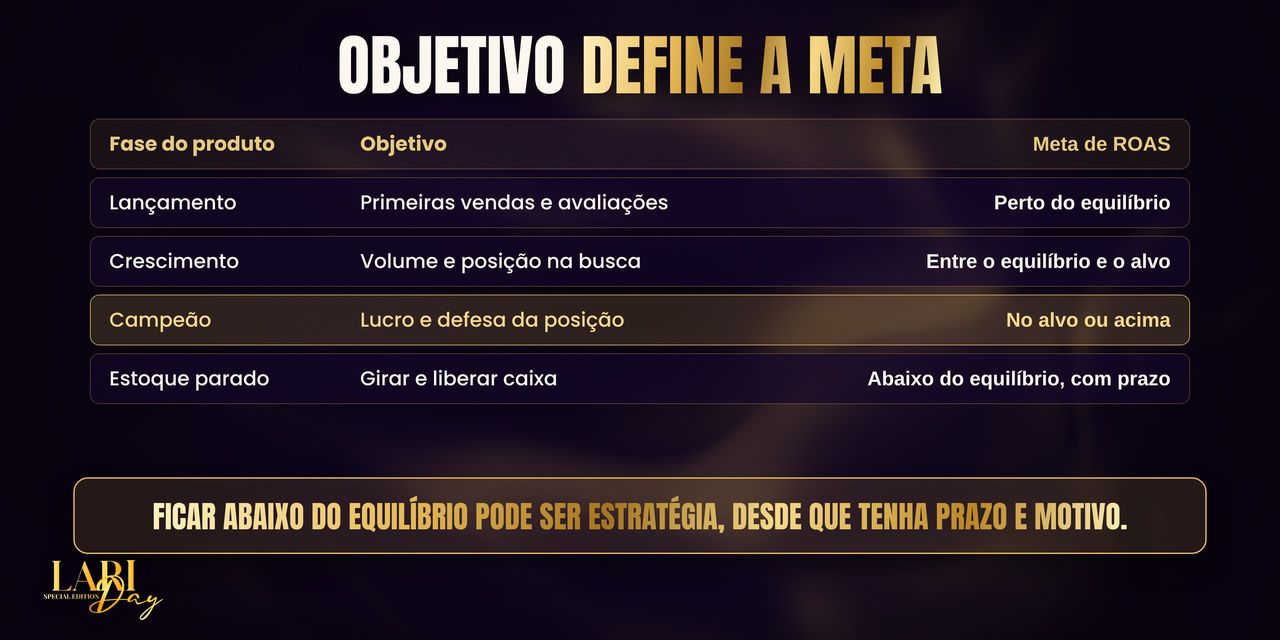 OBJETIVO DEFINE A META
Fase do produto Objetivo Meta de ROAS
Lançamento Primeiras vendas e avaliações Perto do equilíbrio
Crescimento Volume e posição na busca Entre o equilíbrio e o alvo
Campeão Lucro e defesa da posição No alvo ou acima
Estoque parado Girar e liberar caixa Abaixo do equilíbrio, com prazo
FICAR ABAIXO DO EQUILÍBRIO PODE SER ESTRATÉGIA, DESDE QUE TENHA PRAZO E MOTIVO.
LABI
SPECIAL EDITION Day